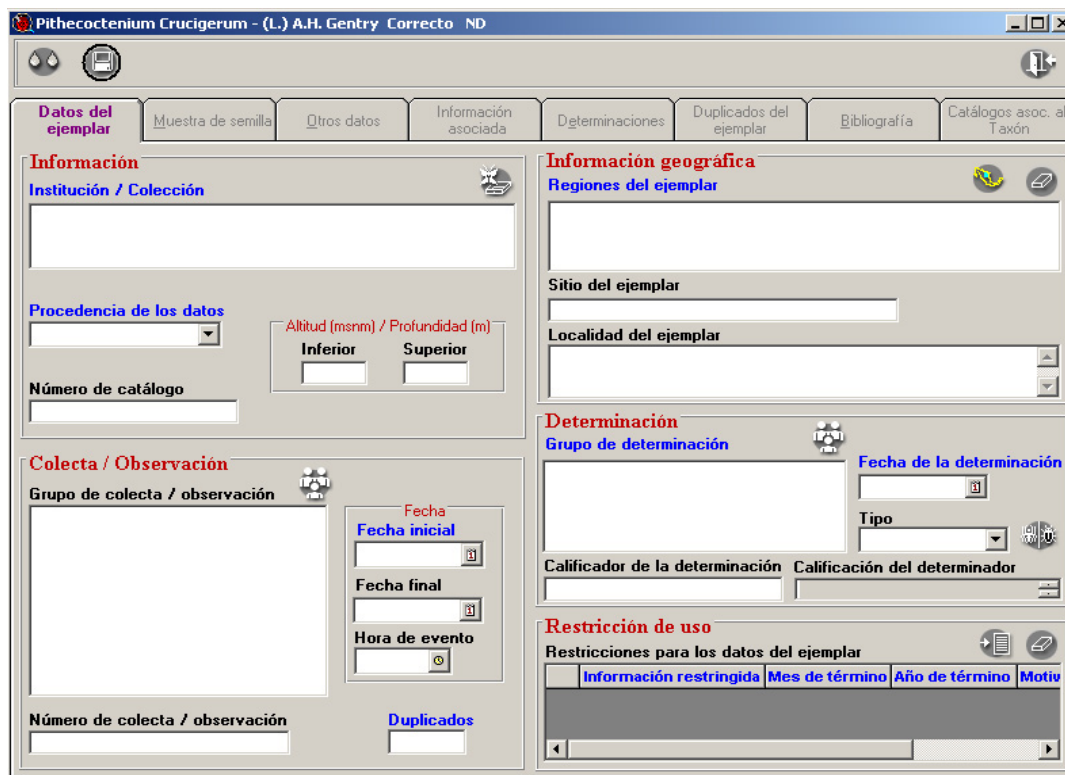 Pithecoctenium Crucigerum - (L.) A.H. Gentry Correcto ND
Datos del ejemplar
Muestra de semilla
Otros datos
Información asociada
Determinaciones
Duplicados del ejemplar
Bibliografía
Catálogos asoc. al Taxón
Información
Institución / Colección
Procedencia de los datos
Altitud (msnm) / Profundidad (m)
Inferior
Superior
Número de catálogo
Información geográfica
Regiones del ejemplar
Sitio del ejemplar
Localidad del ejemplar
Colecta / Observación
Grupo de colecta / observación
Fecha
Fecha inicial
Fecha final
Hora de evento
Número de colecta / observación
Duplicados
Determinación
Grupo de determinación
Fecha de la determinación
Tipo
Calificador de la determinación
Calificación del determinador
Restricción de uso
Restricciones para los datos del ejemplar
Información restringida
Mes de término
Año de término
Motiv